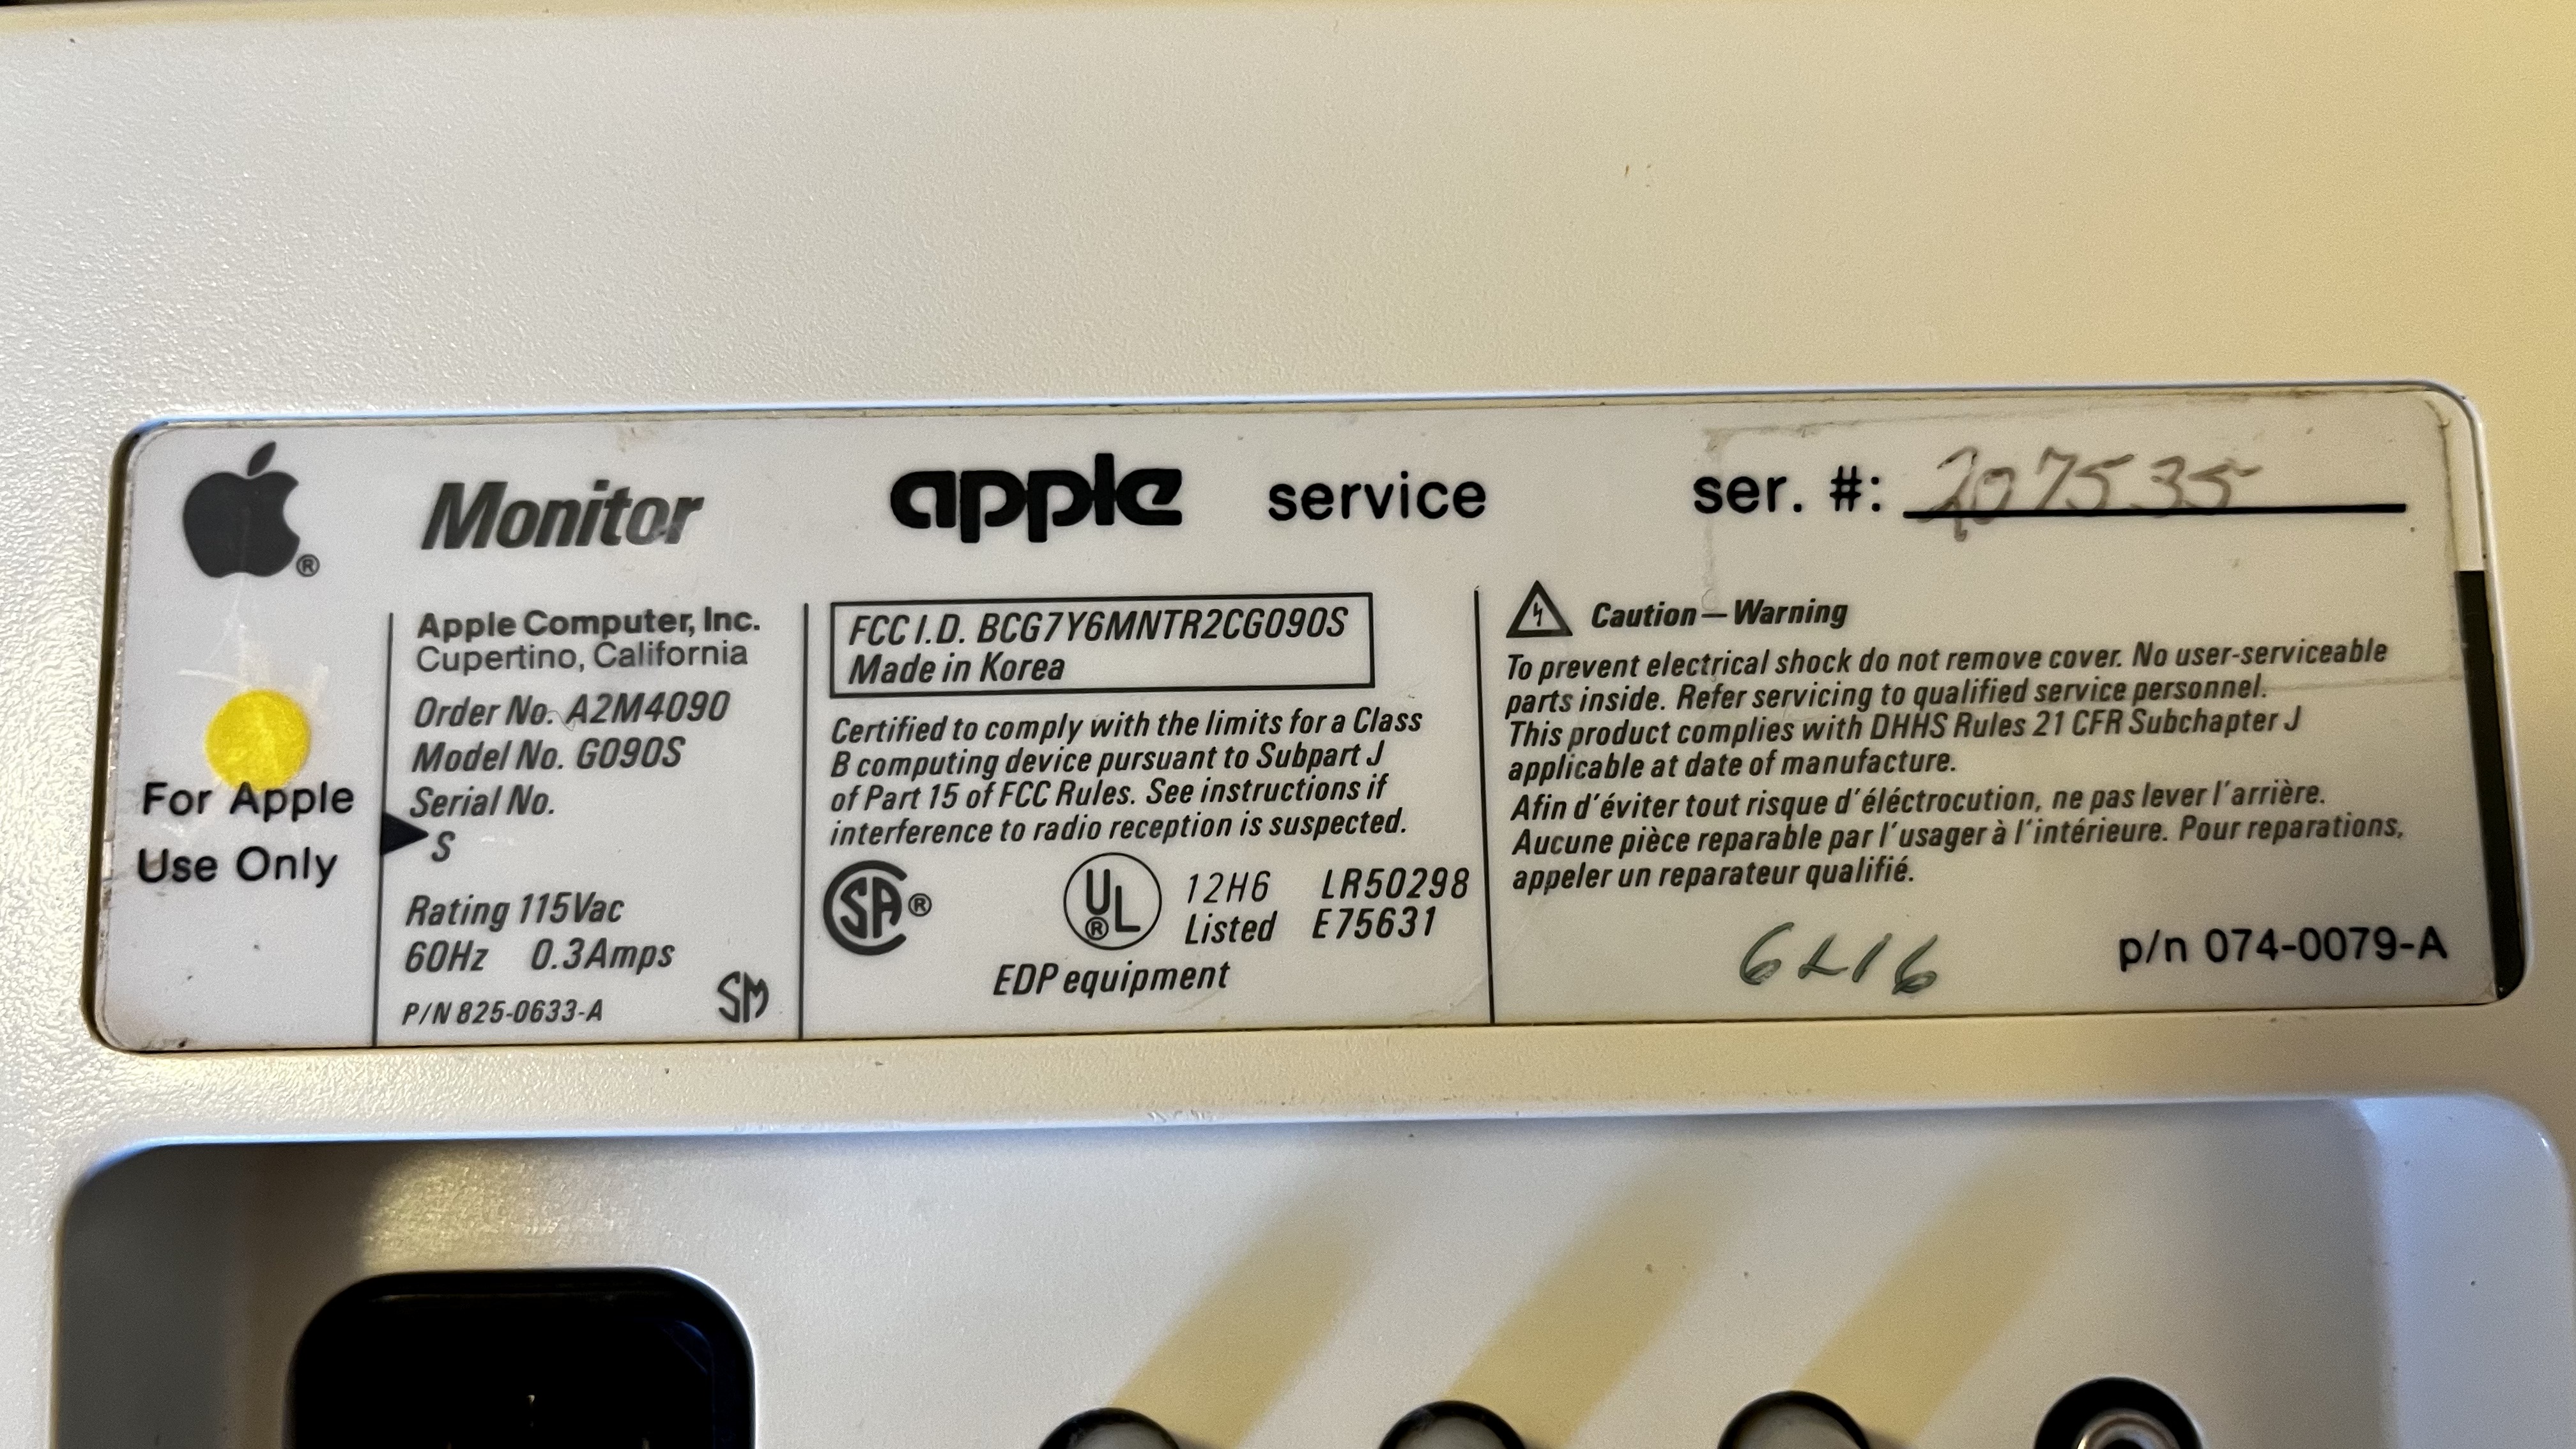 Monitor
apple service
ser. #: 207535
Apple Computer, Inc.
Cupertino, California
Order No. A2M4090
Model No. G090S
Serial No.
S
Rating 115Vac
60Hz 0.3Amps
P/N 825-0633-A
SM
For Apple
Use Only
FCC I.D. BCG7Y6MNTR2CG090S
Made in Korea
Certified to comply with the limits for a Class
B computing device pursuant to Subpart J
of Part 15 of FCC Rules. See instructions if
interference to radio reception is suspected.
SA®
UL®
12H6 LR50298
Listed E75631
EDP equipment
Caution—Warning
To prevent electrical shock do not remove cover. No user-serviceable
parts inside. Refer servicing to qualified service personnel.
This product complies with DHHS Rules 21 CFR Subchapter J
applicable at date of manufacture.
Afin d'éviter tout risque d'éléctrocution, ne pas lever l'arrière.
Aucune pièce reparable par l'usager à l'intérieure. Pour reparations,
appeler un reparateur qualifié.
p/n 074-0079-A